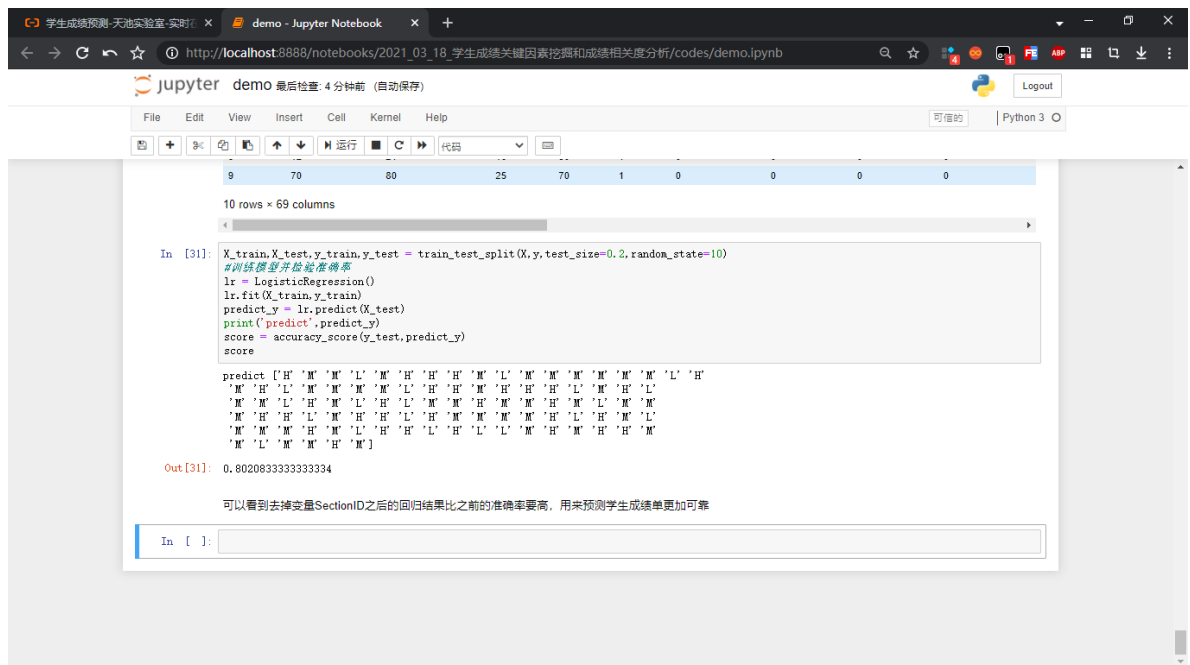 学生成绩预测-天池实验室-实时在
demo - Jupyter Notebook
http://localhost:8888/notebooks/2021_03_18_学生成绩关键因素挖掘和成绩相关度分析/codes/demo.ipynb
4
1
FE
ABP
jupyter demo 最后检查: 4 分钟前 (自动保存)
Logout
File Edit View Insert Cell Kernel Help
可信的
Python 3
运行
代码
9 70 80 25 70 1 0 0 0 0
10 rows × 69 columns
In [31]: X_train,X_test,y_train,y_test = train_test_split(X,y,test_size=0.2,random_state=10)
#训练模型并检验准确率
lr = LogisticRegression()
lr.fit(X_train,y_train)
predict_y = lr.predict(X_test)
print('predict',predict_y)
score = accuracy_score(y_test,predict_y)
score
predict ['H' 'M' 'M' 'L' 'M' 'H' 'H' 'H' 'M' 'L' 'M' 'M' 'M' 'M' 'M' 'M' 'L' 'H'
'M' 'H' 'L' 'M' 'M' 'M' 'M' 'L' 'H' 'H' 'M' 'H' 'H' 'H' 'L' 'M' 'H' 'L'
'M' 'M' 'L' 'H' 'M' 'H' 'H' 'L' 'M' 'M' 'H' 'M' 'H' 'M' 'L' 'M' 'M'
'M' 'H' 'H' 'L' 'M' 'H' 'H' 'L' 'H' 'M' 'M' 'M' 'M' 'H' 'L' 'H' 'M' 'L'
'M' 'M' 'M' 'H' 'M' 'L' 'H' 'H' 'L' 'H' 'L' 'L' 'M' 'H' 'M' 'H' 'H' 'M'
'M' 'L' 'M' 'M' 'H' 'M']
Out[31]: 0.8020833333333334
可以看到去掉变量SectionID之后的回归结果比之前的准确率要高，用来预测学生成绩单更加可靠
In [ ]: